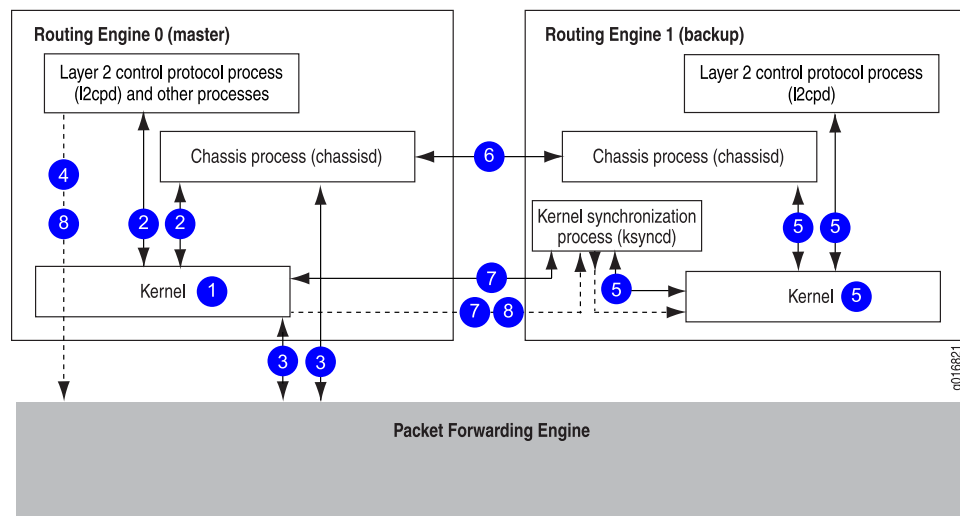 Routing Engine 0 (master)
Layer 2 control protocol process
(l2cpd) and other processes
Chassis process (chassisd)
4
8
2
2
Kernel 1
3
3
6
7
7 8
Routing Engine 1 (backup)
Layer 2 control protocol process
(l2cpd)
Chassis process (chassisd)
Kernel synchronization
process (ksyncd)
5
5
5
Kernel 5
g016821
Packet Forwarding Engine